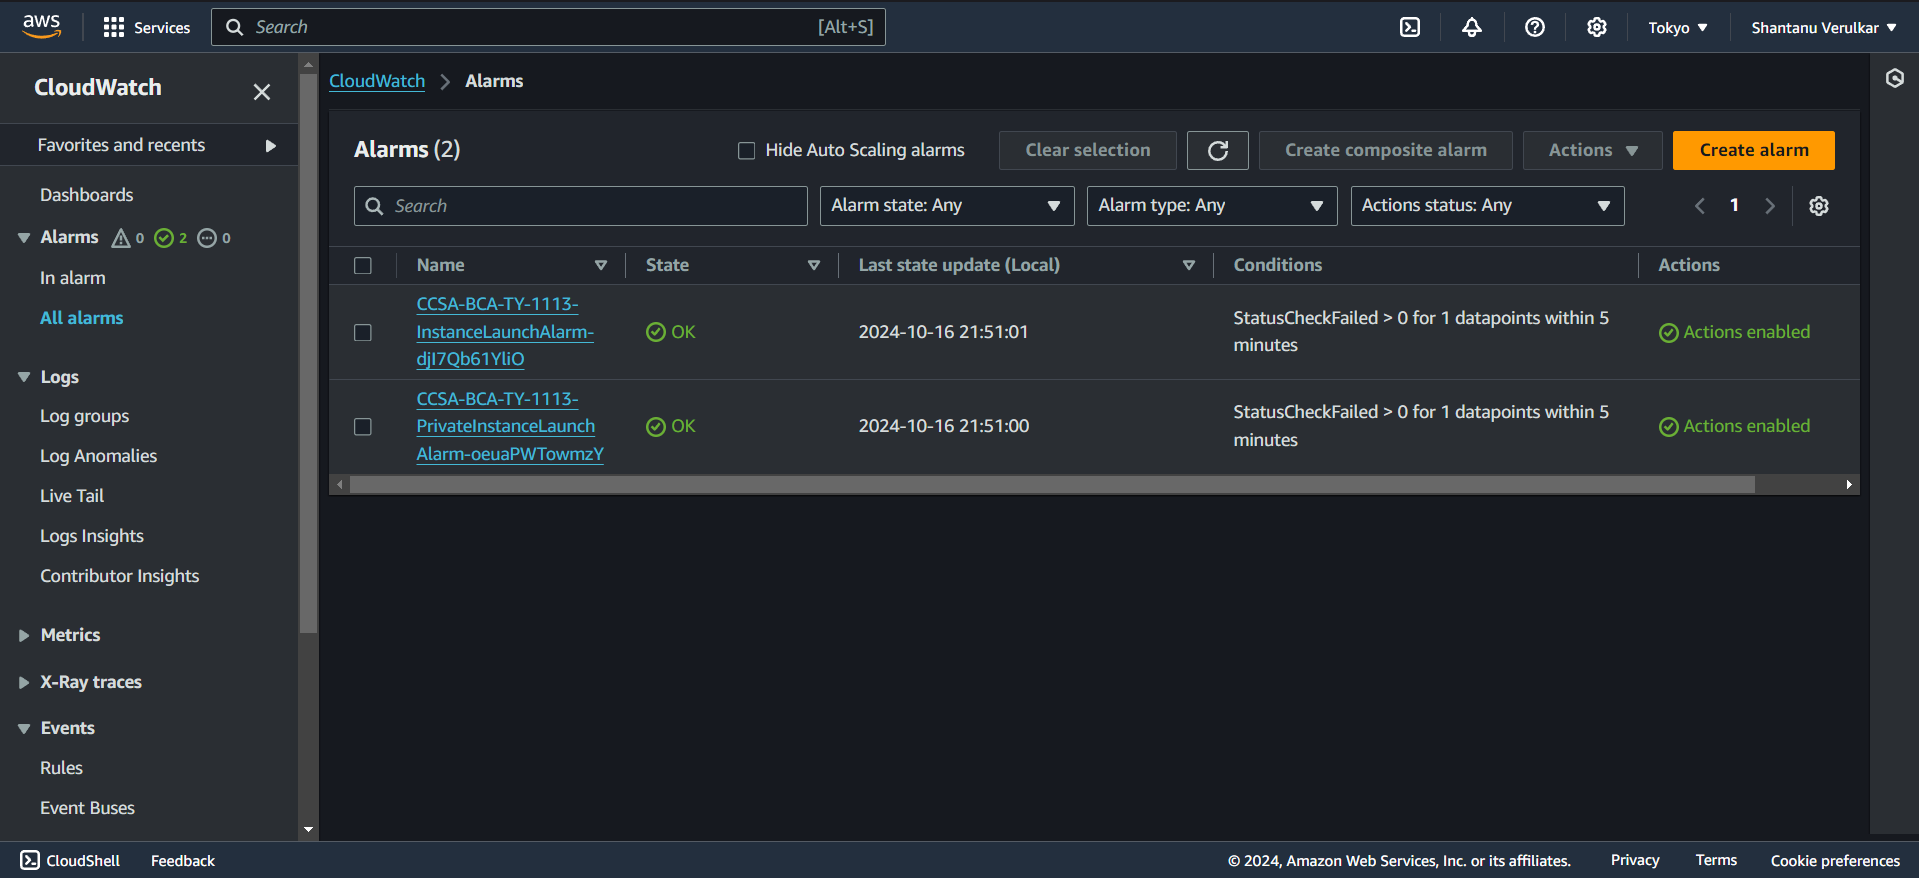 aws
Services
Search [Alt+S]
Tokyo
Shantanu Verulkar
CloudWatch
Favorites and recents
Dashboards
Alarms 0 2 0
In alarm
All alarms
Logs
Log groups
Log Anomalies
Live Tail
Logs Insights
Contributor Insights
Metrics
X-Ray traces
Events
Rules
Event Buses
CloudWatch > Alarms
Alarms (2)
Hide Auto Scaling alarms
Clear selection
Create composite alarm
Actions
Create alarm
Search
Alarm state: Any
Alarm type: Any
Actions status: Any
1
Name State Last state update (Local) Conditions Actions
CCSA-BCA-TY-1113-
InstanceLaunchAlarm-
djI7Qb61YliO
OK
2024-10-16 21:51:01
StatusCheckFailed > 0 for 1 datapoints within 5
minutes
Actions enabled
CCSA-BCA-TY-1113-
PrivateInstanceLaunch
Alarm-oeuaPWTowmzY
OK
2024-10-16 21:51:00
StatusCheckFailed > 0 for 1 datapoints within 5
minutes
Actions enabled
CloudShell
Feedback
© 2024, Amazon Web Services, Inc. or its affiliates.
Privacy
Terms
Cookie preferences